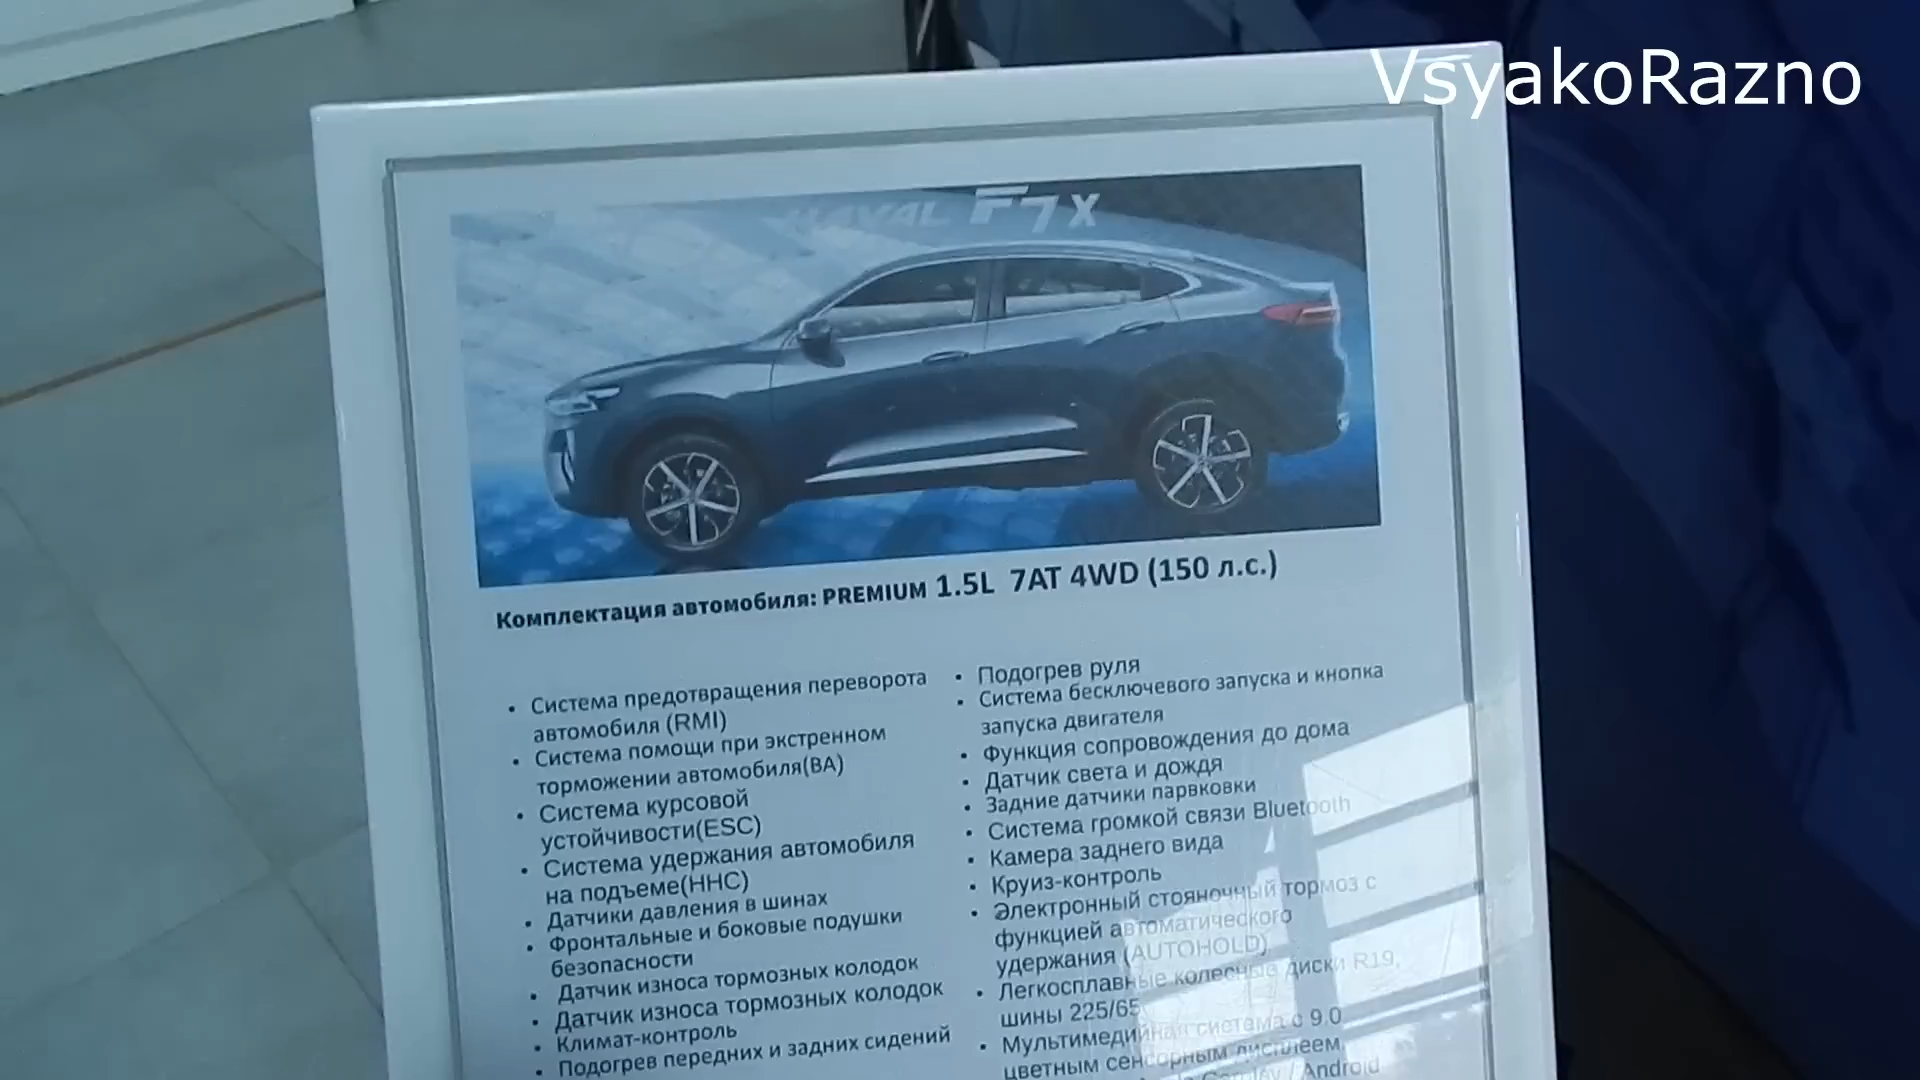 VsyakoRazno
HAVAL F7X
Комплектация автомобиля: PREMIUM 1.5L 7AT 4WD (150 л.с.)
• Система предотвращения переворота
автомобиля (RMI)
• Система помощи при экстренном
торможении автомобиля(BA)
• Система курсовой
устойчивости(ESC)
• Система удержания автомобиля
на подъеме(HHC)
• Датчики давления в шинах
• Фронтальные и боковые подушки
безопасности
• Датчик износа тормозных колодок
• Датчик износа тормозных колодок
• Климат-контроль
• Подогрев передних и задних сидений
• Подогрев руля
• Система бесключевого запуска и кнопка
запуска двигателя
• Функция сопровождения до дома
• Датчик света и дождя
• Задние датчики парвковки
• Система громкой связи Bluetooth
• Камера заднего вида
• Круиз-контроль
• Электронный стояночный тормоз с
функцией автоматического
удержания (AUTOHOLD)
• Легкосплавные колесные диски R19,
шины 225/65
• Мультимедийная система с 9.0
цветным сенсорным дисплеем,
/ Android